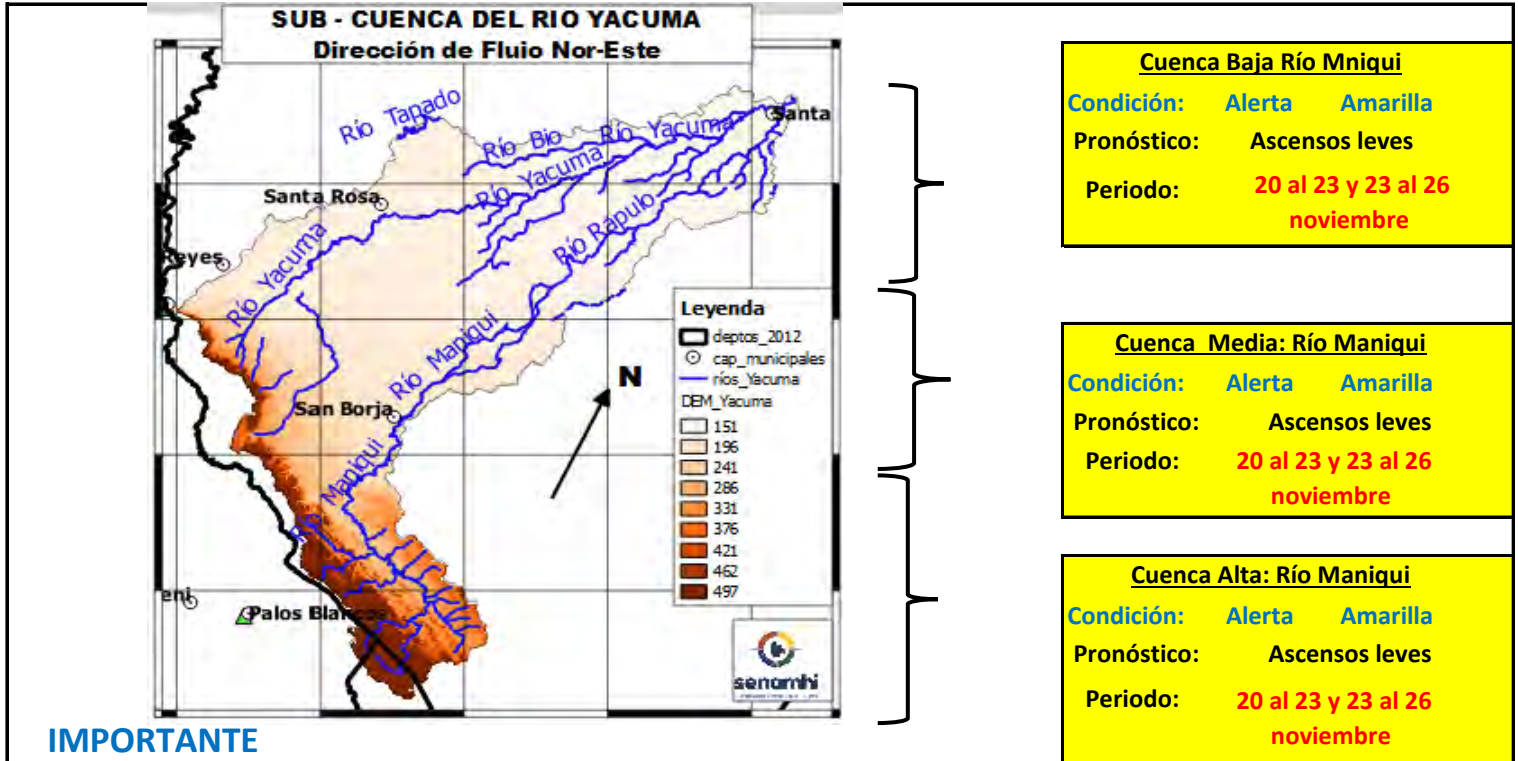 SUB - CUENCA DEL RIO YACUMA
Dirección de Fluio Nor-Este
Río Tapado
Río Bio
Río Yacuma
Santa
Río Yacuma
Santa Rosa
Río Rapulo
Reyes
Río Yacuma
Río Maniqui
San Borja
Río Maniqui
Río Maniqui
eni
Palos Blancos
N
Leyenda
deptos_2012
cap_municipales
ríos_Yacuma
DEM_Yacuma
151
196
241
286
331
376
421
462
497
senamhi
Cuenca Baja Río Mniqui
Condición: Alerta Amarilla
Pronóstico: Ascensos leves
Periodo: 20 al 23 y 23 al 26
noviembre
Cuenca Media: Río Maniqui
Condición: Alerta Amarilla
Pronóstico: Ascensos leves
Periodo: 20 al 23 y 23 al 26
noviembre
Cuenca Alta: Río Maniqui
Condición: Alerta Amarilla
Pronóstico: Ascensos leves
Periodo: 20 al 23 y 23 al 26
noviembre
IMPORTANTE